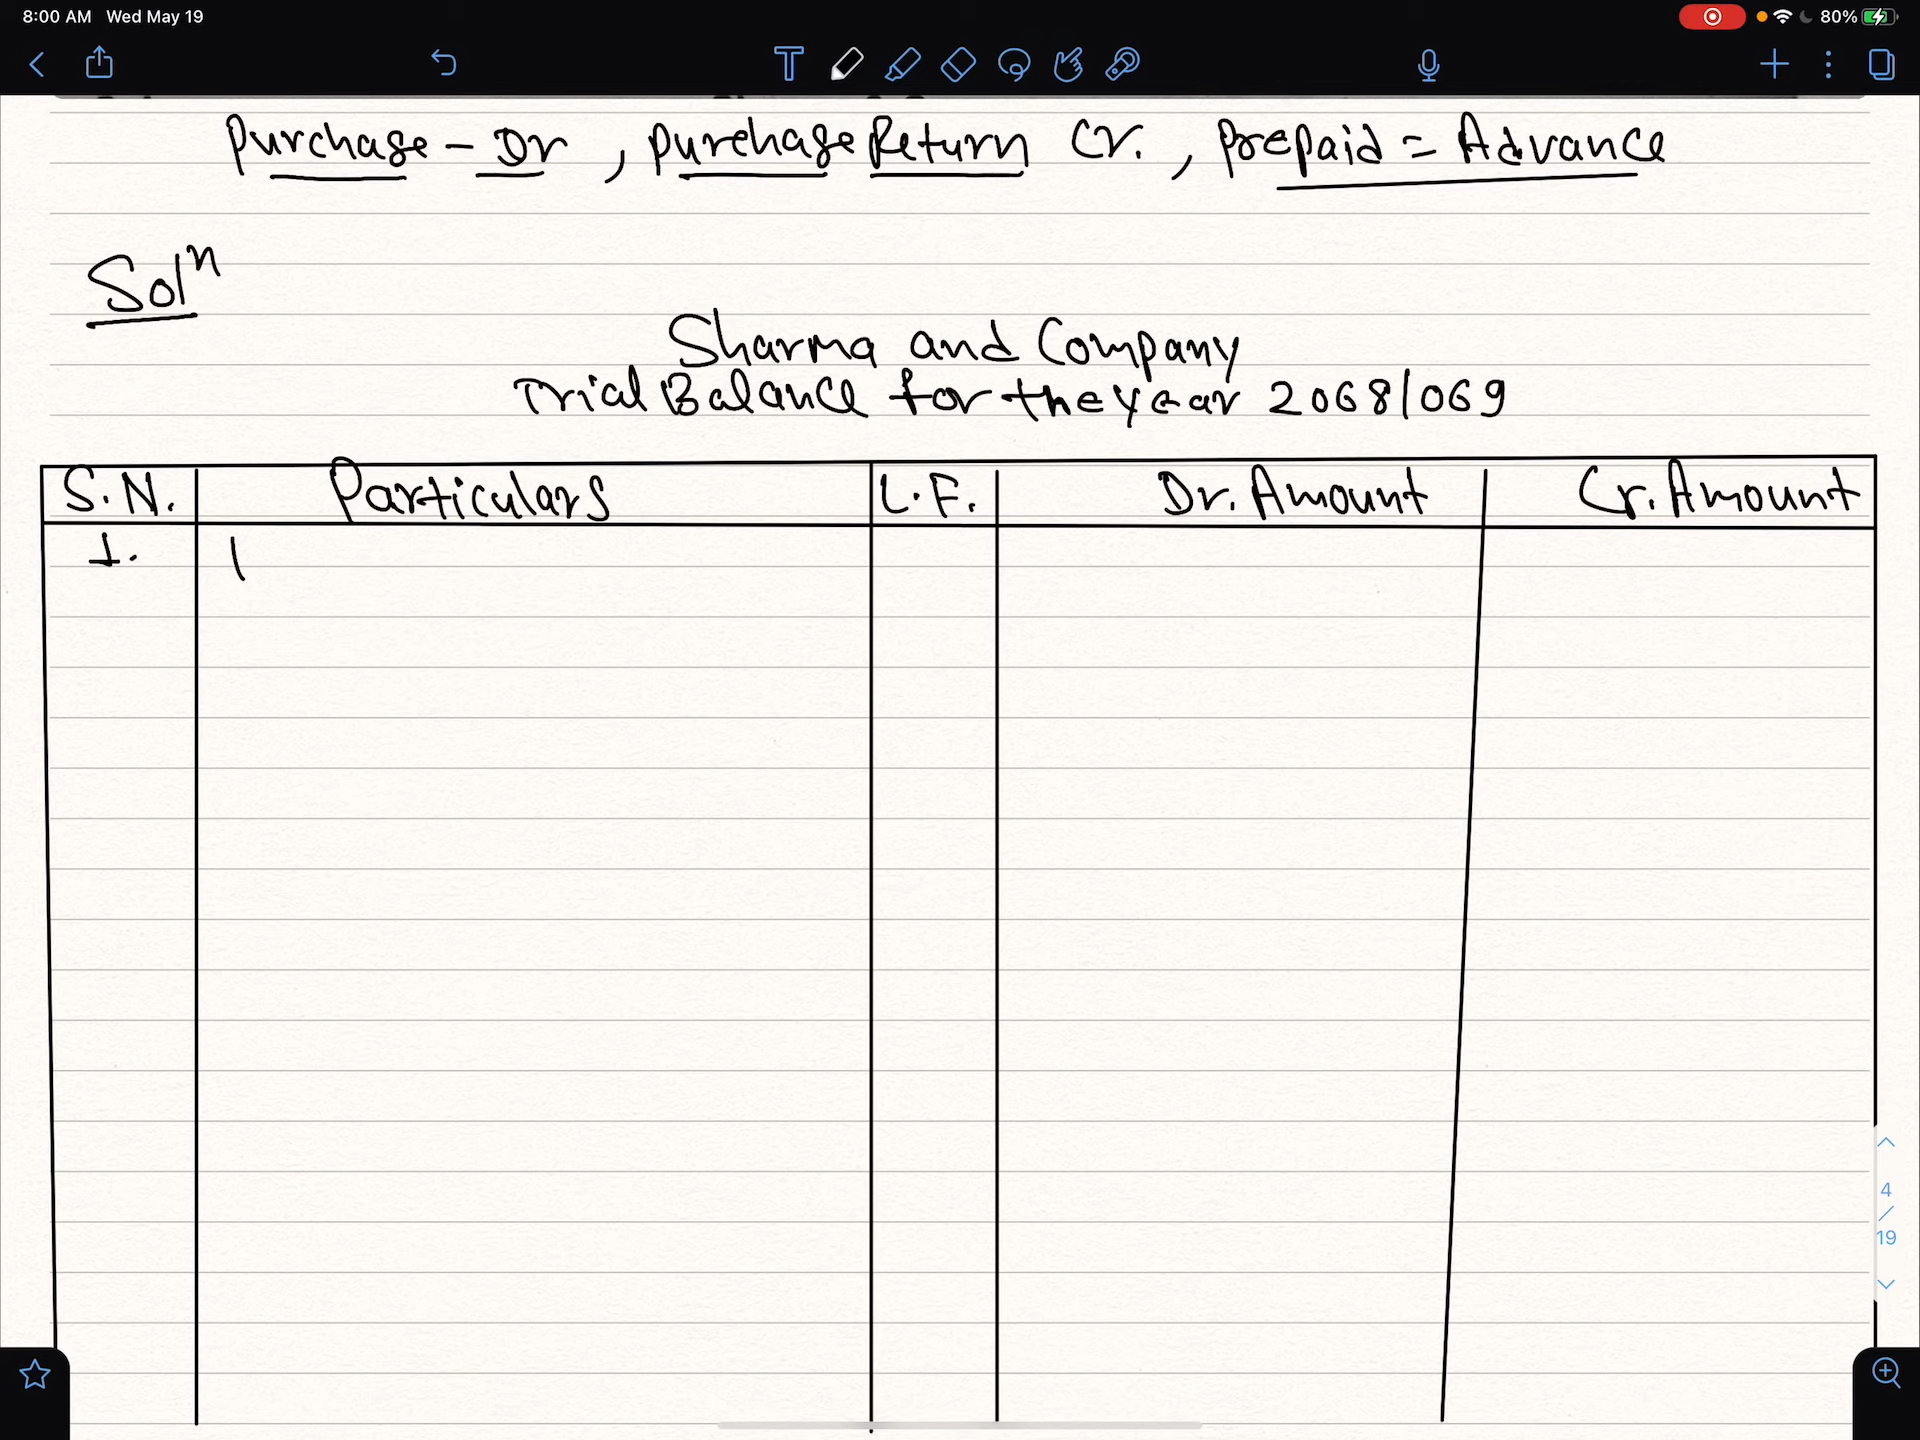 8:00 AM Wed May 19
80%
T
Purchase - Dr , Purchase Return Cr. , Prepaid = Advance
Solⁿ
Sharma and Company
Trial Balance for the year 2068/069
S.N. Particulars L.F. Dr. Amount Cr. Amount
1.
4
/
19